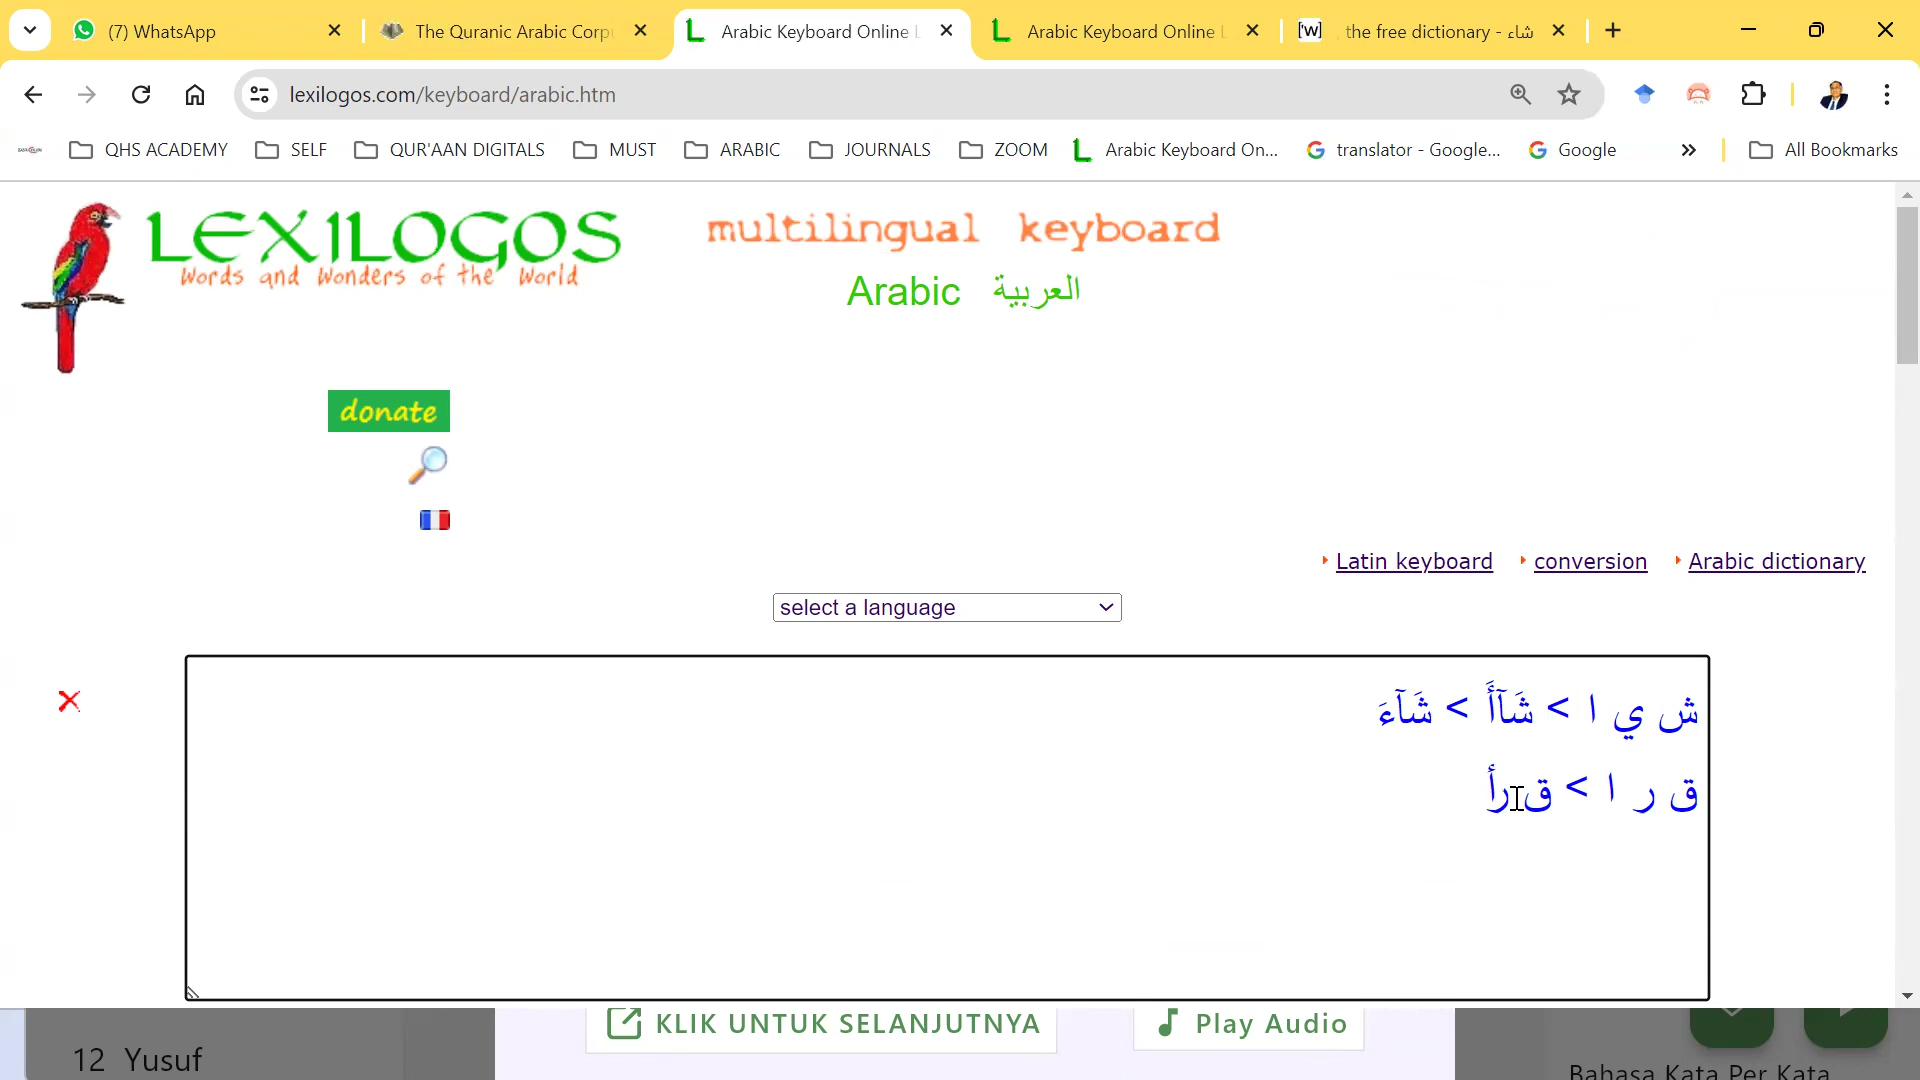 (7) WhatsApp
The Quranic Arabic Corp
Arabic Keyboard Online L
Arabic Keyboard Online L
the free dictionary - شاء
lexilogos.com/keyboard/arabic.htm
QHS ACADEMY
SELF
QUR'AAN DIGITALS
MUST
ARABIC
JOURNALS
ZOOM
Arabic Keyboard On...
translator - Google...
Google
»
All Bookmarks
LEXILOGOS
Words and Wonders of the World
multilingual keyboard
Arabic العربية
donate
Latin keyboard
conversion
Arabic dictionary
select a language
ش ي ا > شَآأَ > شَآءَ
ق ر ا > ق رأ
KLIK UNTUK SELANJUTNYA
Play Audio
12 Yusuf
Bahasa Kata Per Kata